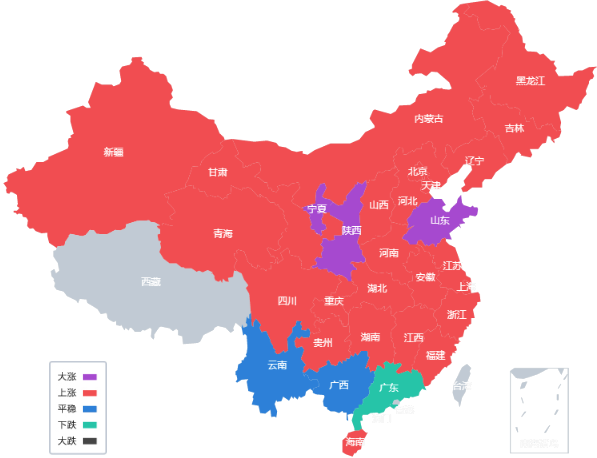 黑龙江
内蒙古
吉林
新疆
辽宁
北京
甘肃
天津
河北
山西
宁夏
山东
陕西
青海
河南
江苏
安徽
西藏
上海
湖北
四川
重庆
浙江
湖南
江西
贵州
福建
云南
广西
广东
台湾
海南
大涨
上涨
平稳
下跌
大跌